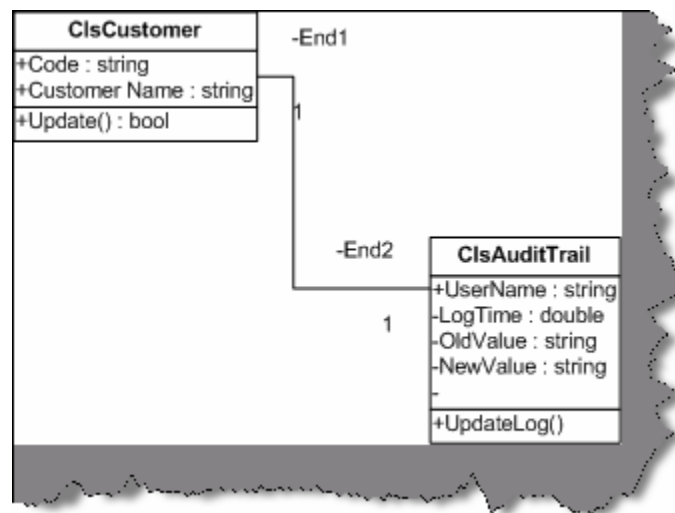 ClsCustomer
+Code : string
+Customer Name : string
+Update() : bool
-End1
1
-End2
1
ClsAuditTrail
+UserName : string
-LogTime : double
-OldValue : string
-NewValue : string
-
+UpdateLog()